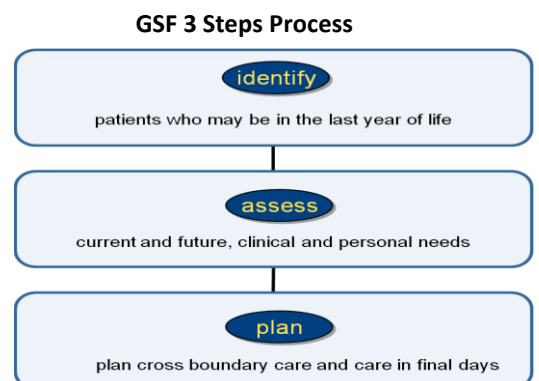 GSF 3 Steps Process
identify
patients who may be in the last year of life
assess
current and future, clinical and personal needs
plan
plan cross boundary care and care in final days